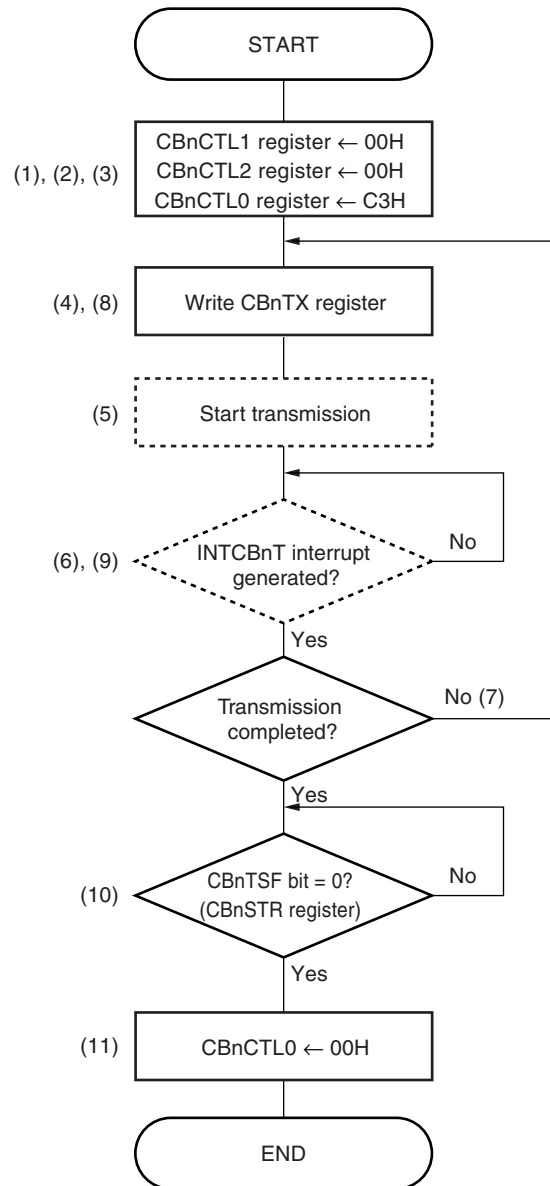 START
CBnCTL1 register ← 00H
(1), (2), (3)
CBnCTL2 register ← 00H
CBnCTL0 register ← C3H
(4), (8)
Write CBnTX register
(5)
Start transmission
(6), (9)
INTCBnT interrupt
generated?
No
Yes
Transmission
completed?
No (7)
Yes
(10)
CBnTSF bit = 0?
(CBnSTR register)
No
Yes
(11)
CBnCTL0 ← 00H
END